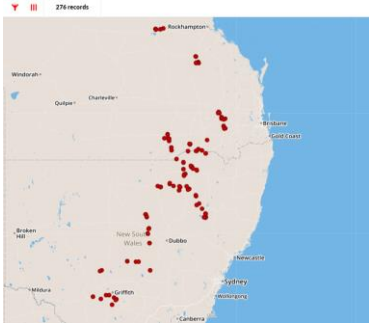 276 records
Rockhampton
Windorah
Charleville
Quilpie
Brisbane
Gold Coast
Broken
Hill
New South
Wales
Dubbo
Newcastle
Sydney
Mildura
Griffith
Wollongong
Canberra